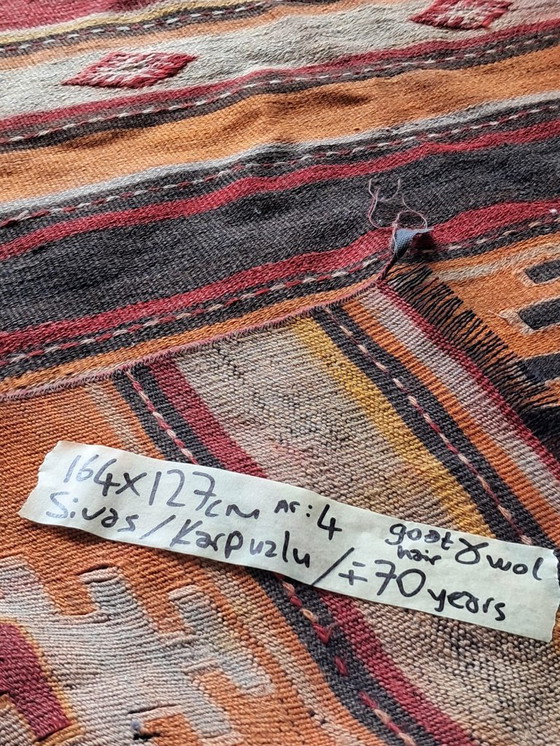 164x127cm nr:4 goat & wol
hair
Sivas/Karpuzlu/∓70 years